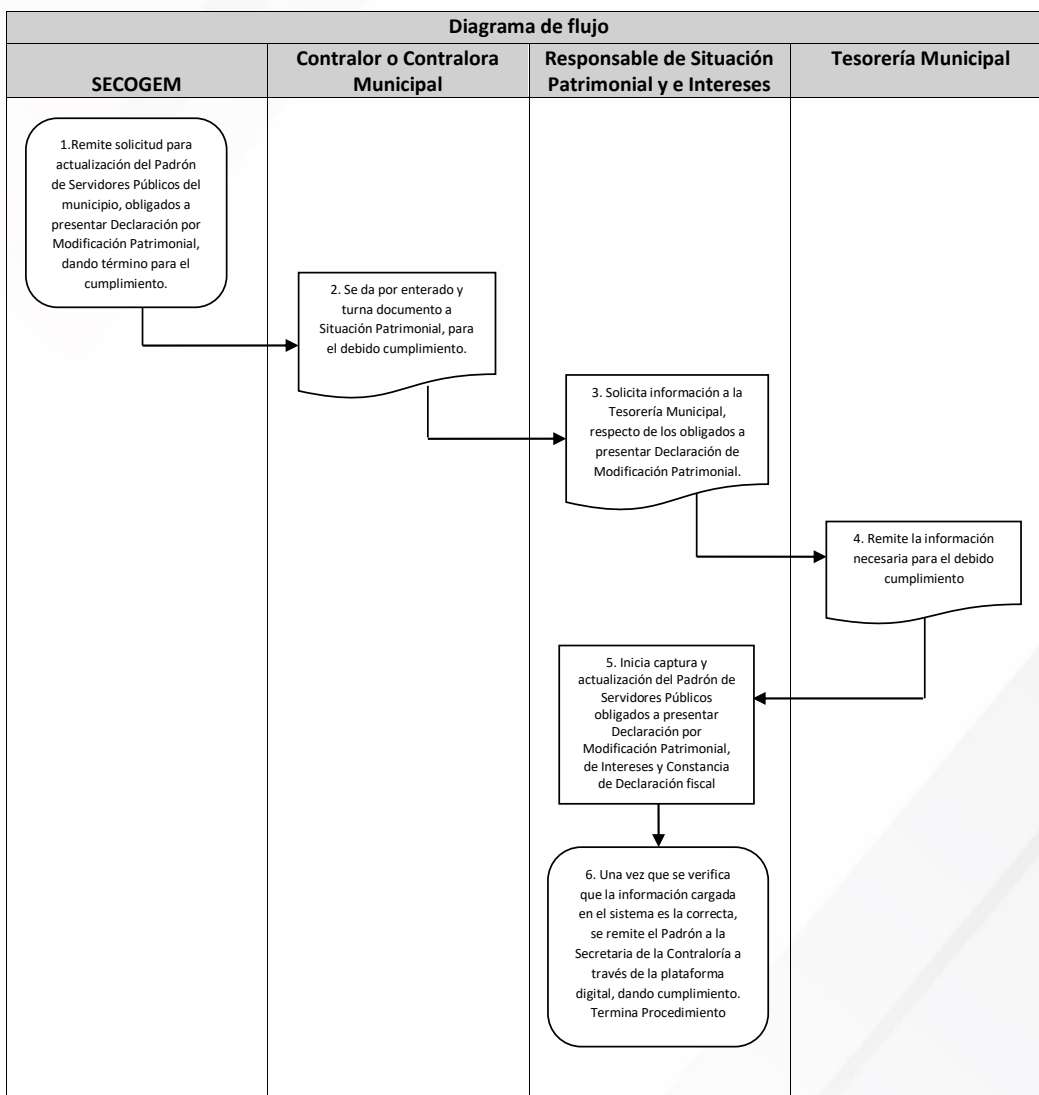 Diagrama de flujo
SECOGEM
Contralor o Contralora
Municipal
Responsable de Situación
Patrimonial y e Intereses
Tesorería Municipal
1.Remite solicitud para
actualización del Padrón
de Servidores Públicos del
municipio, obligados a
presentar Declaración por
Modificación Patrimonial,
dando término para el
cumplimiento.
2. Se da por enterado y
turna documento a
Situación Patrimonial, para
el debido cumplimiento.
3. Solicita información a la
Tesorería Municipal,
respecto de los obligados a
presentar Declaración de
Modificación Patrimonial.
4. Remite la información
necesaria para el debido
cumplimiento
5. Inicia captura y
actualización del Padrón de
Servidores Públicos
obligados a presentar
Declaración por
Modificación Patrimonial,
de Intereses y Constancia
de Declaración fiscal
6. Una vez que se verifica
que la información cargada
en el sistema es la correcta,
se remite el Padrón a la
Secretaria de la Contraloría a
través de la plataforma
digital, dando cumplimiento.
Termina Procedimiento